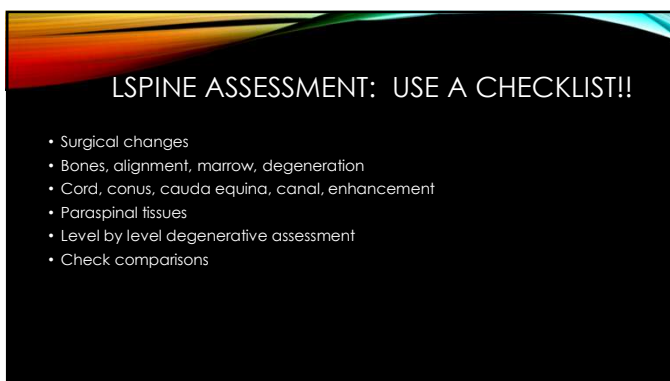 LSPINE ASSESSMENT: USE A CHECKLIST!!
• Surgical changes
• Bones, alignment, marrow, degeneration
• Cord, conus, cauda equina, canal, enhancement
• Paraspinal tissues
• Level by level degenerative assessment
• Check comparisons